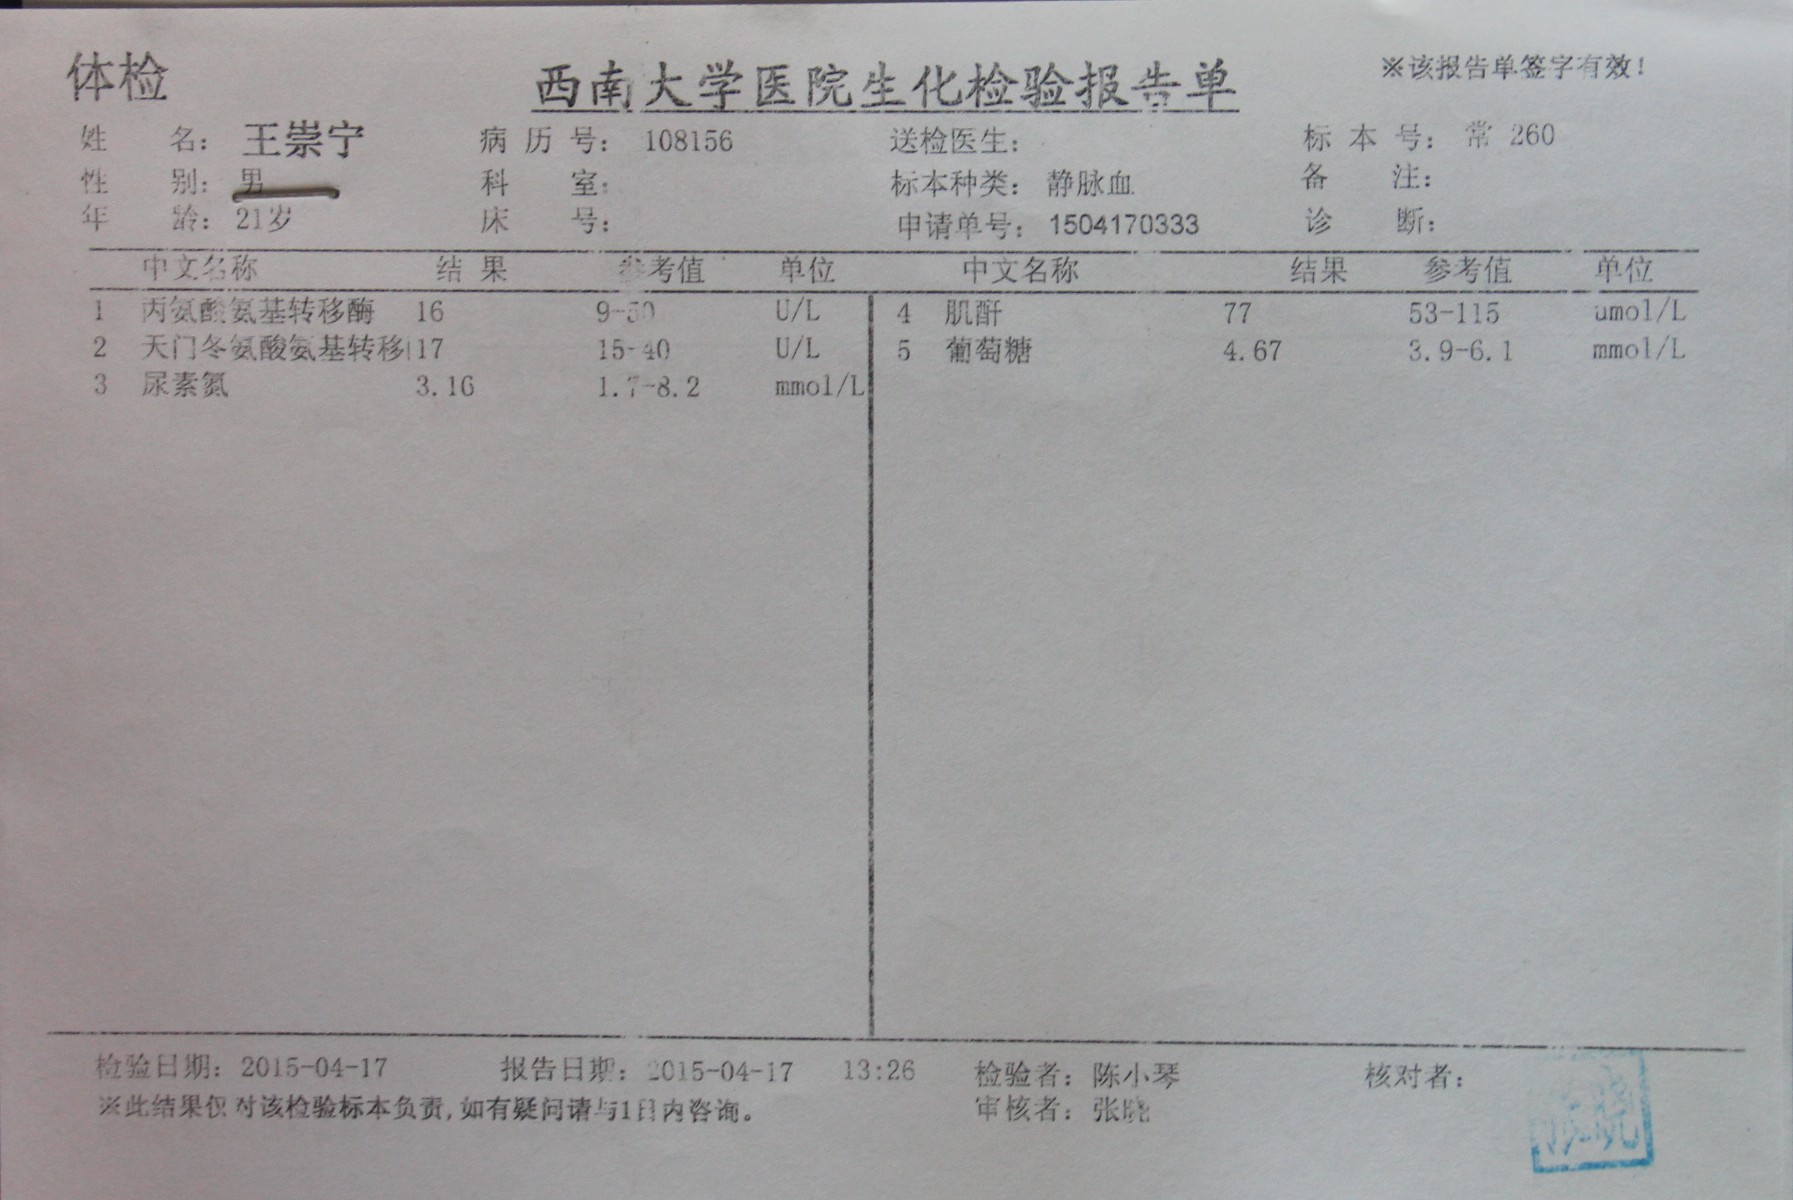 体检
西南大学医院生化检验报告单
※该报告单签字有效!
姓 名: 王崇宁 病 历 号: 108156 送检医生: 标 本 号: 常 260
性 别: 男 科 室: 标本种类: 静脉血 备 注:
年 龄: 21岁 床 号: 申请单号: 1504170333 诊 断:
中文名称 结 果 参考值 单位 中文名称 结果 参考值 单位
1 丙氨酸氨基转移酶 16 9-50 U/L 4 肌酐 77 53-115 umol/L
2 天门冬氨酸氨基转移 17 15-40 U/L 5 葡萄糖 4.67 3.9-6.1 mmol/L
3 尿素氮 3.16 1.7-8.2 mmol/L
检验日期: 2015-04-17 报告日期: 2015-04-17 13:26 检验者: 陈小琴 核对者:
※此结果仅对该检验标本负责,如有疑问请与1日内咨询。 审核者: 张晓
张晓